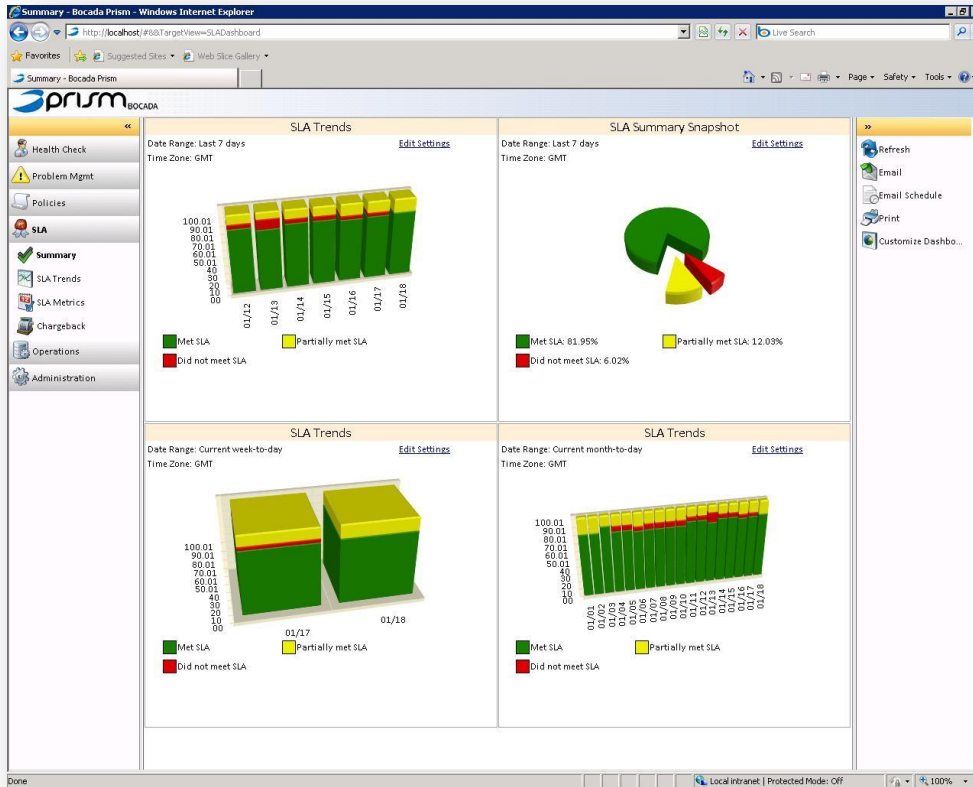 Summary - Bocada Prism - Windows Internet Explorer
http://localhost/#&&TargetView=SLADashboard
Live Search
Favorites
Suggested Sites
Web Slice Gallery
Summary - Bocada Prism
Page
Safety
Tools
prism BOCADA
«
Health Check
Problem Mgmt
Policies
SLA
Summary
SLA Trends
SLA Metrics
Chargeback
Operations
Administration
SLA Trends
Date Range: Last 7 days
Edit Settings
Time Zone: GMT
100.01
90.01
80.01
70.01
60.01
50.01
40
30
20
10
00
01/12
01/13
01/14
01/15
01/16
01/17
01/18
Met SLA
Partially met SLA
Did not meet SLA
SLA Summary Snapshot
Date Range: Last 7 days
Edit Settings
Time Zone: GMT
Met SLA: 81.95%
Partially met SLA: 12.03%
Did not meet SLA: 6.02%
SLA Trends
Date Range: Current week-to-day
Edit Settings
Time Zone: GMT
100.01
90.01
80.01
70.01
60.01
50.01
40
30
20
10
00
01/17
01/18
Met SLA
Partially met SLA
Did not meet SLA
SLA Trends
Date Range: Current month-to-day
Edit Settings
Time Zone: GMT
100.01
90.01
80.01
70.01
60.01
50.01
40
30
20
10
00
01/01
01/02
01/03
01/04
01/05
01/06
01/07
01/08
01/09
01/10
01/11
01/12
01/13
01/14
01/15
01/16
01/17
01/18
Met SLA
Partially met SLA
Did not meet SLA
»
Refresh
Email
Email Schedule
Print
Customize Dashbo...
Done
Local intranet | Protected Mode: Off
100%